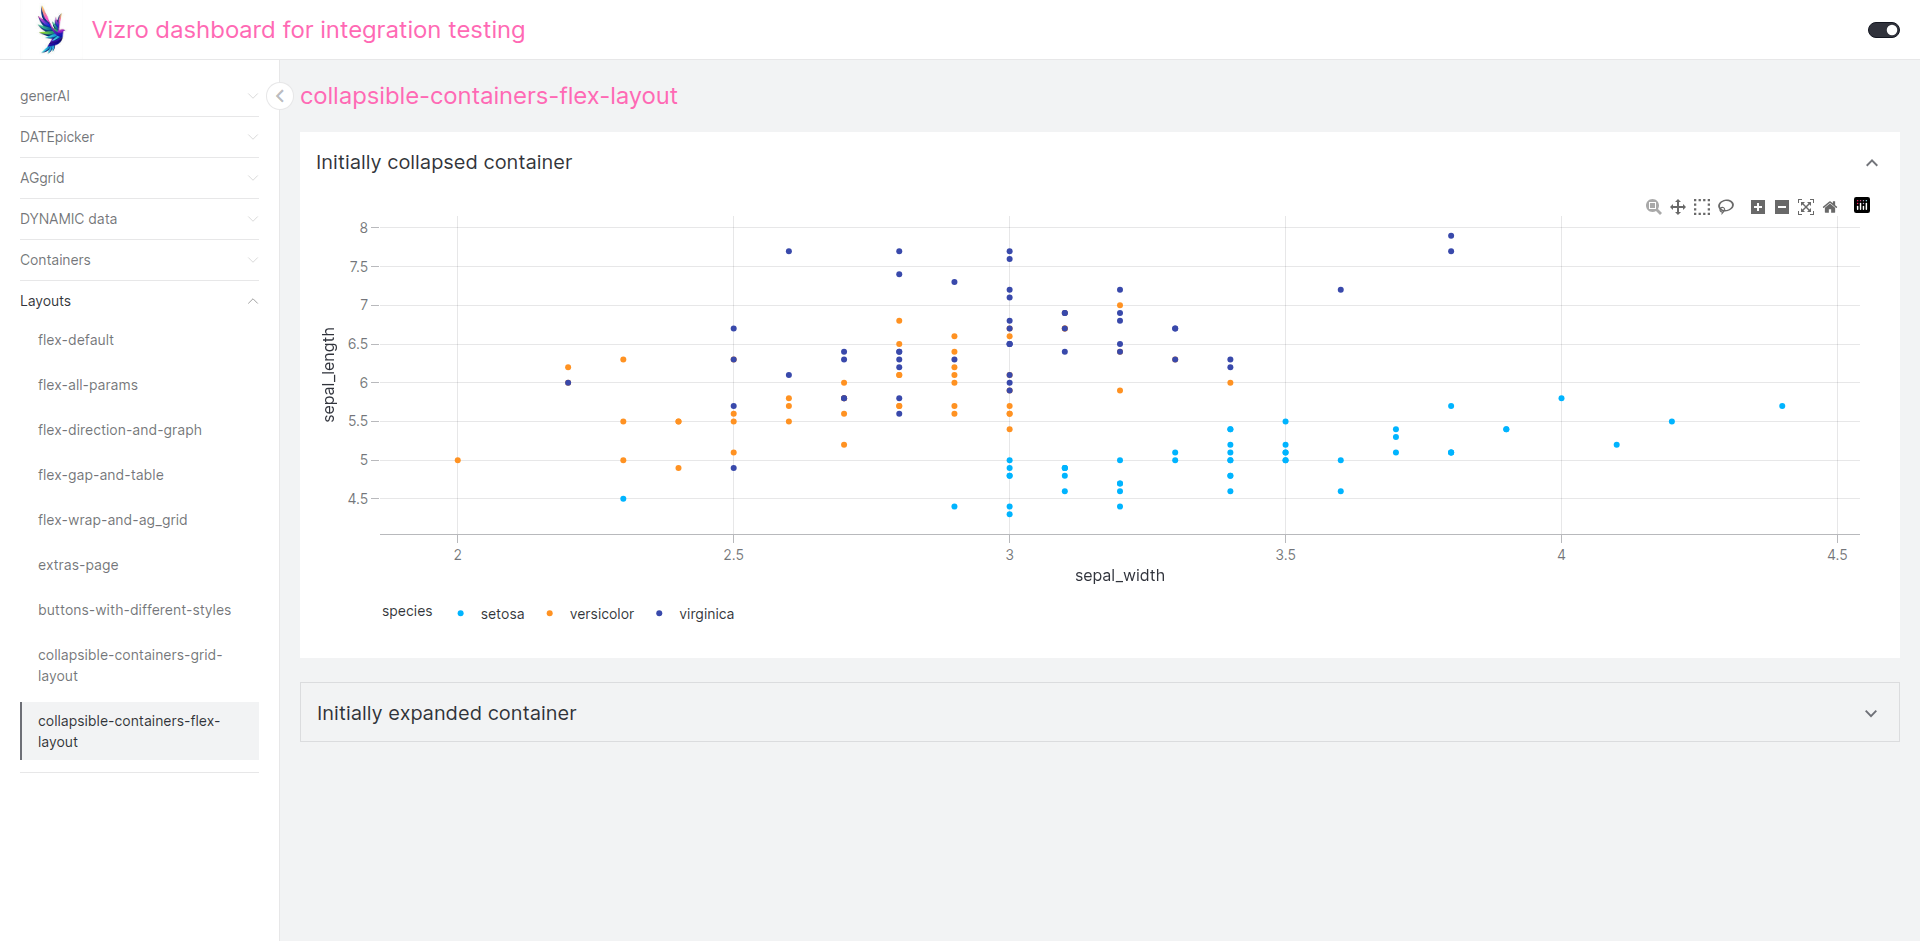 Vizro dashboard for integration testing
generAI
DATEpicker
AGgrid
DYNAMIC data
Containers
Layouts
flex-default
flex-all-params
flex-direction-and-graph
flex-gap-and-table
flex-wrap-and-ag_grid
extras-page
buttons-with-different-styles
collapsible-containers-grid-
layout
collapsible-containers-flex-
layout
collapsible-containers-flex-layout
Initially collapsed container
8
7.5
7
6.5
6
5.5
5
4.5
sepal_length
2
2.5
3
3.5
4
4.5
sepal_width
species
setosa
versicolor
virginica
Initially expanded container